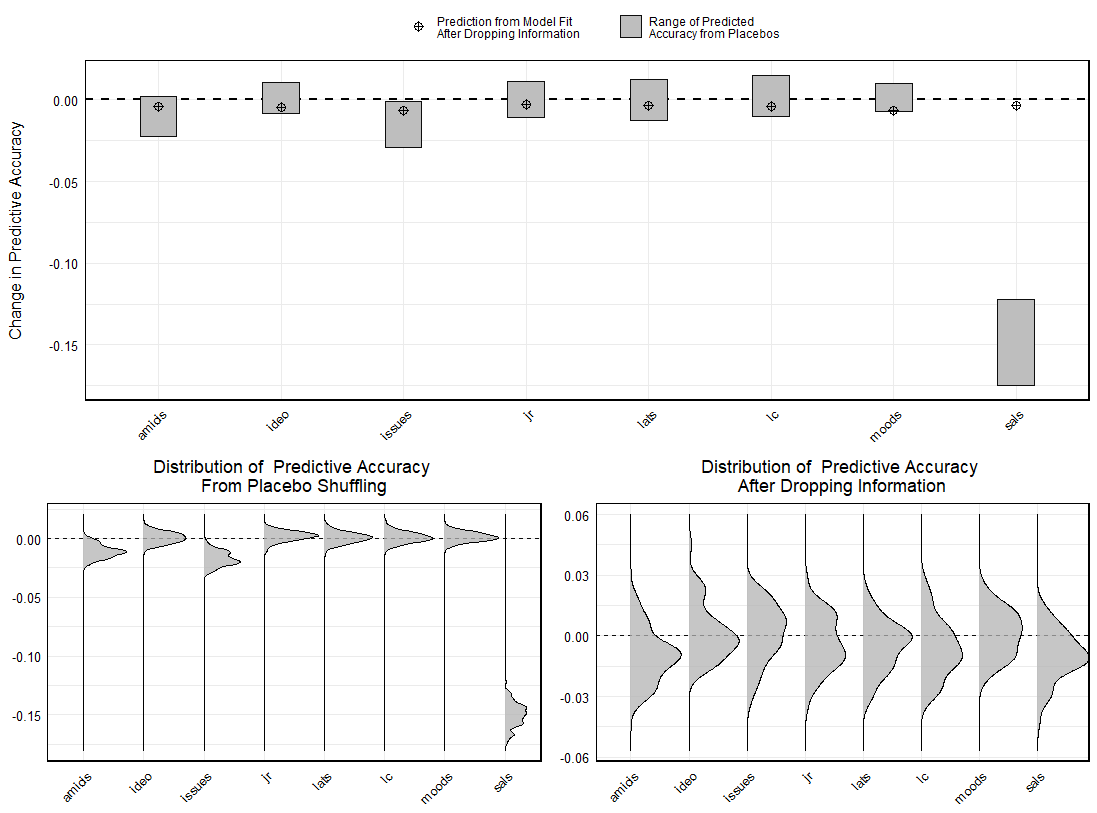 Prediction from Model Fit
After Dropping Information
Range of Predicted
Accuracy from Placebos
Change in Predictive Accuracy
0.00
-0.05
-0.10
-0.15
amids
ideo
issues
jr
lats
lc
moods
sals
Distribution of Predictive Accuracy
From Placebo Shuffling
0.00
-0.05
-0.10
-0.15
amids
ideo
issues
jr
lats
lc
moods
sals
Distribution of Predictive Accuracy
After Dropping Information
0.06
0.03
0.00
-0.03
-0.06
amids
ideo
issues
jr
lats
lc
moods
sals